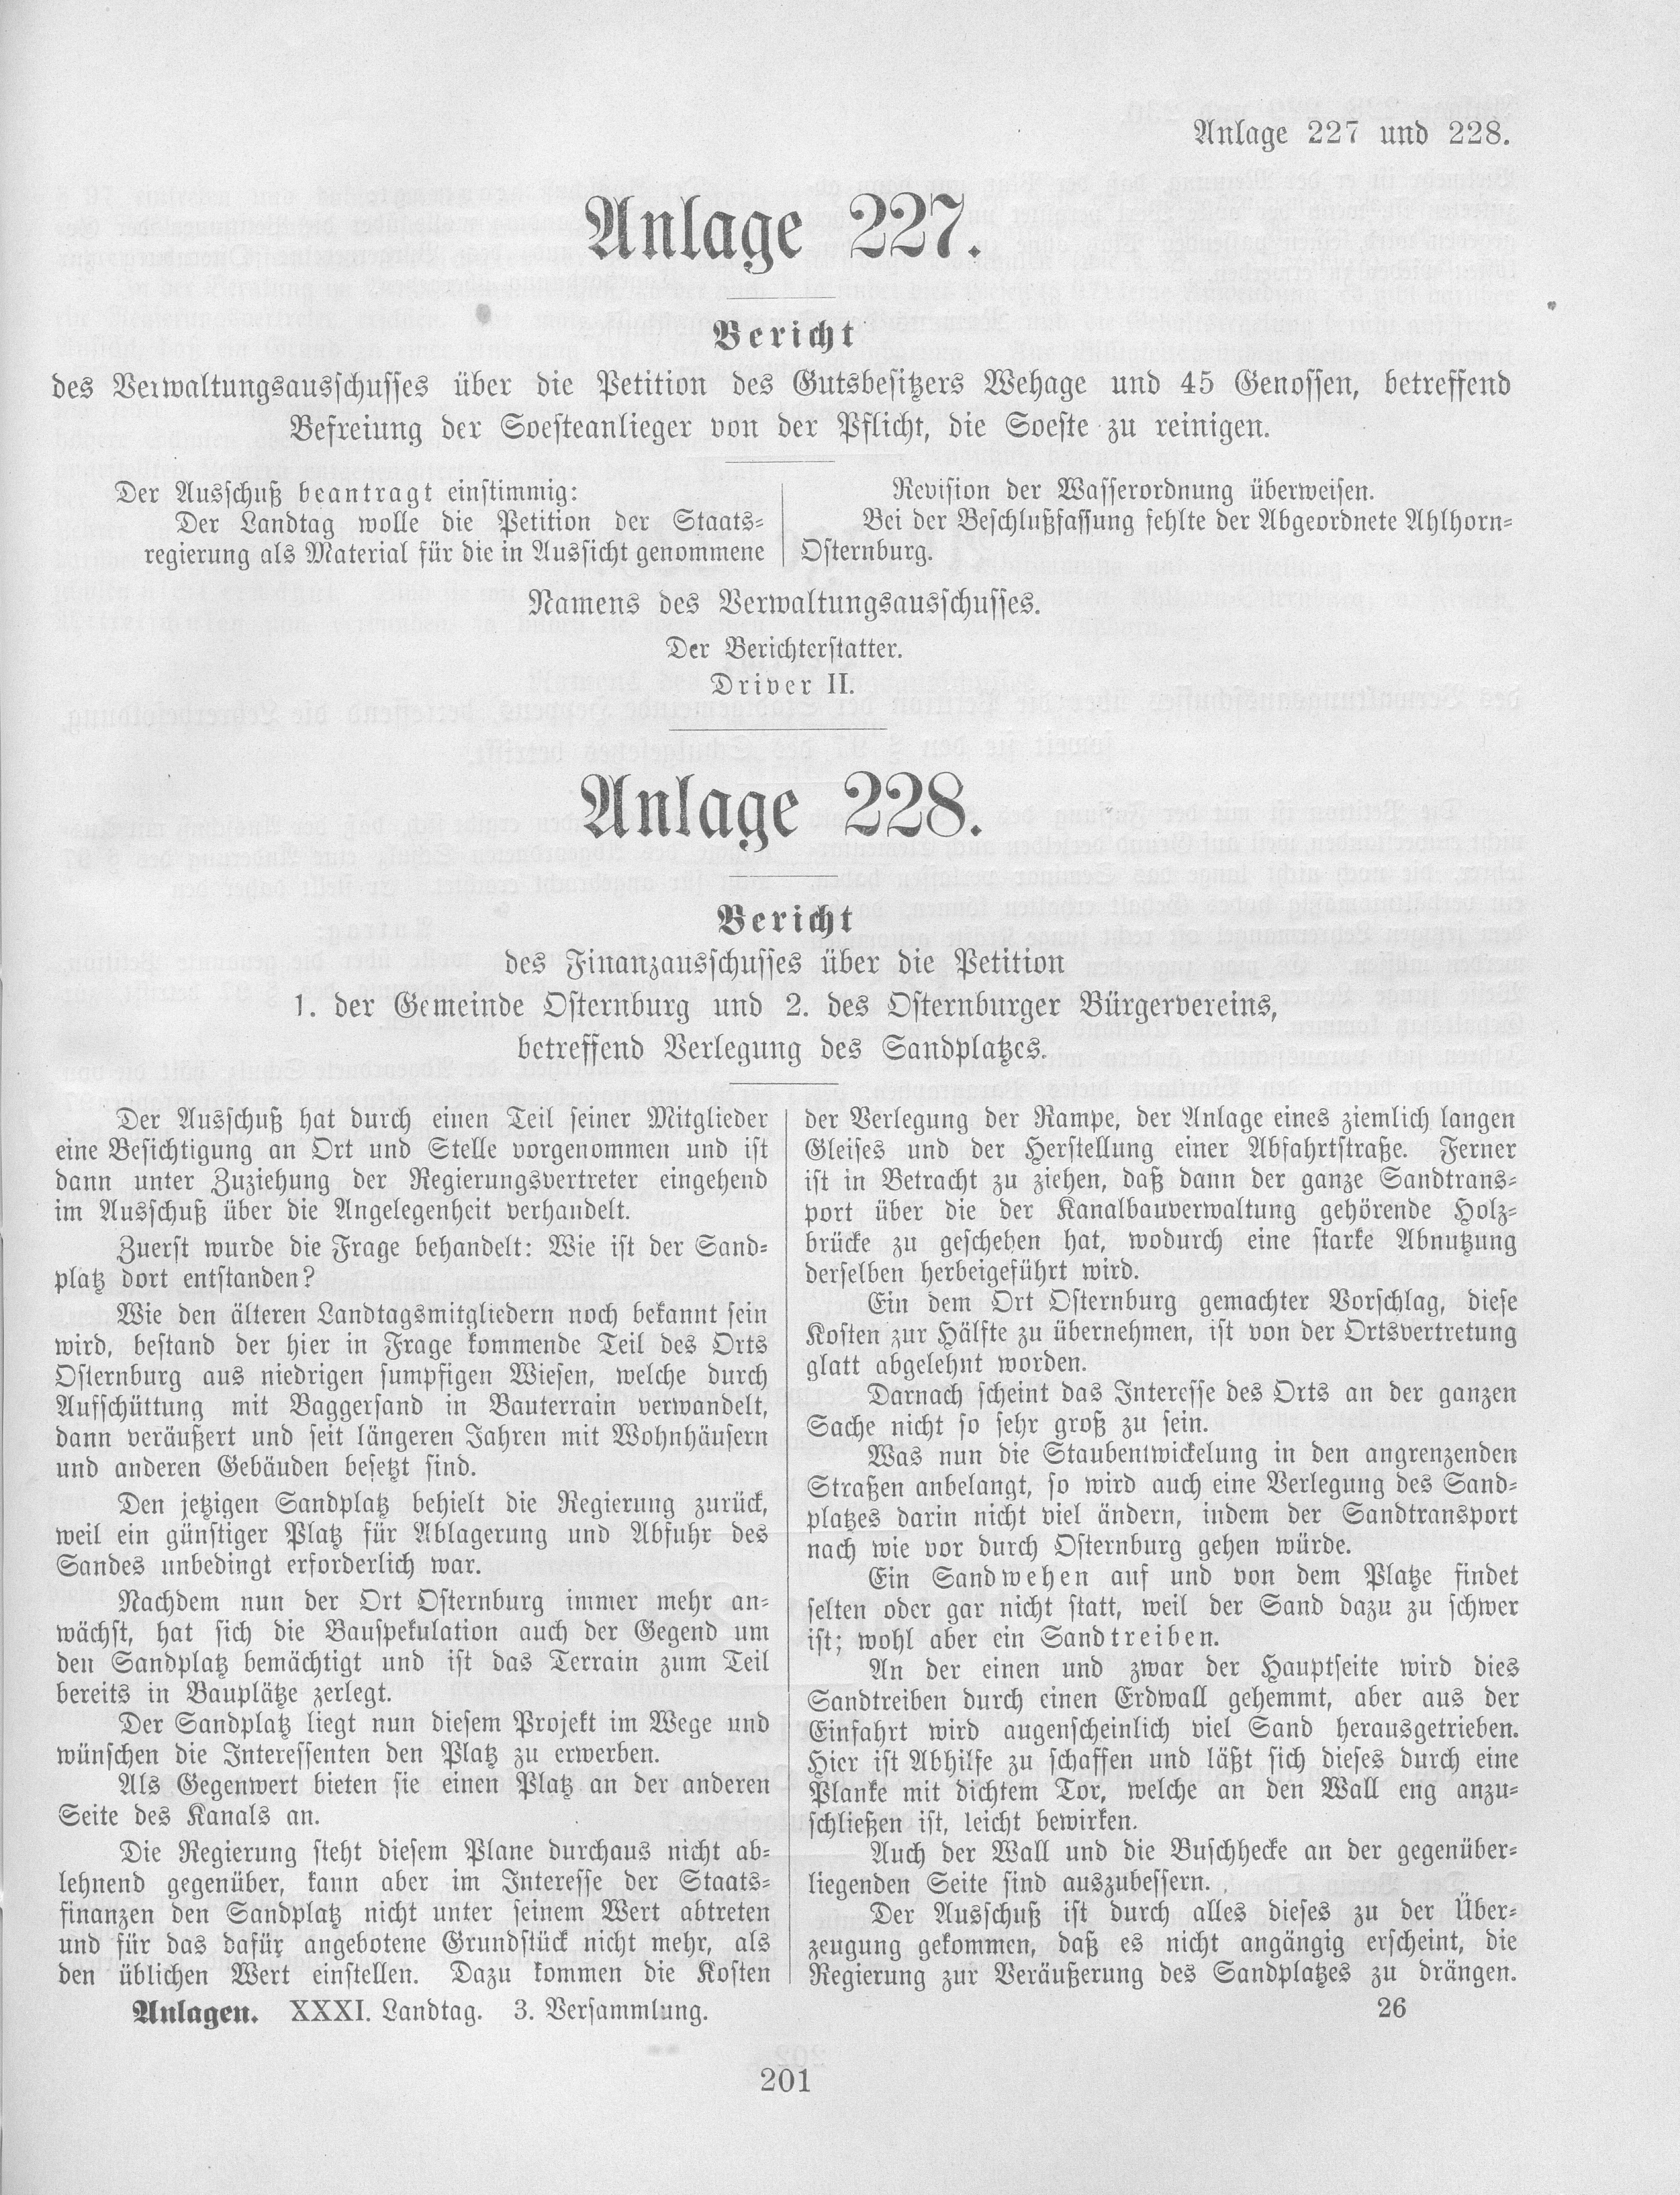 Anlage 227 und 228.
Anlage 227.
Bericht
des Verwaltungsausschusses über die Petition des Gutsbesitzers Wehage und 45 Genossen, betreffend
Befreiung der Soesteanlieger von der Pflicht, die Soeste zu reinigen.
Der Ausschuß beantragt einstimmig:
Der Landtag wolle die Petition der Staats-
regierung als Material für die in Aussicht genommene
Revision der Wasserordnung überweisen.
Bei der Beschlußfassung fehlte der Abgeordnete Ahlhorn-
Osternburg.
Namens des Verwaltungsausschusses.
Der Berichterstatter.
Driver II.
Anlage 228.
Bericht
des Finanzausschusses über die Petition
1. der Gemeinde Osternburg und 2. des Osternburger Bürgervereins,
betreffend Verlegung des Sandplatzes.
Der Ausschuß hat durch einen Teil seiner Mitglieder
eine Besichtigung an Ort und Stelle vorgenommen und ist
dann unter Zuziehung der Regierungsvertreter eingehend
im Ausschuß über die Angelegenheit verhandelt.
Zuerst wurde die Frage behandelt: Wie ist der Sand-
platz dort entstanden?
Wie den älteren Landtagsmitgliedern noch bekannt sein
wird, bestand der hier in Frage kommende Teil des Orts
Osternburg aus niedrigen sumpfigen Wiesen, welche durch
Aufschüttung mit Baggersand in Bauterrain verwandelt,
dann veräußert und seit längeren Jahren mit Wohnhäusern
und anderen Gebäuden besetzt sind.
Den jetzigen Sandplatz behielt die Regierung zurück,
weil ein günstiger Platz für Ablagerung und Abfuhr des
Sandes unbedingt erforderlich war.
Nachdem nun der Ort Osternburg immer mehr an-
wächst, hat sich die Bauspekulation auch der Gegend um
den Sandplatz bemächtigt und ist das Terrain zum Teil
bereits in Bauplätze zerlegt.
Der Sandplatz liegt nun diesem Projekt im Wege und
wünschen die Interessenten den Platz zu erwerben.
Als Gegenwert bieten sie einen Platz an der anderen
Seite des Kanals an.
Die Regierung steht diesem Plane durchaus nicht ab-
lehnend gegenüber, kann aber im Interesse der Staats-
finanzen den Sandplatz nicht unter seinem Wert abtreten
und für das dafür angebotene Grundstück nicht mehr, als
den üblichen Wert einstellen. Dazu kommen die Kosten
der Verlegung der Rampe, der Anlage eines ziemlich langen
Gleises und der Herstellung einer Abfahrtstraße. Ferner
ist in Betracht zu ziehen, daß dann der ganze Sandtrans-
port über die der Kanalbauverwaltung gehörende Holz-
brücke zu geschehen hat, wodurch eine starke Abnutzung
derselben herbeigeführt wird.
Ein dem Ort Osternburg gemachter Vorschlag, diese
Kosten zur Hälfte zu übernehmen, ist von der Ortsvertretung
glatt abgelehnt worden.
Darnach scheint das Interesse des Orts an der ganzen
Sache nicht so sehr groß zu sein.
Was nun die Staubentwickelung in den angrenzenden
Straßen anbelangt, so wird auch eine Verlegung des Sand-
platzes darin nicht viel ändern, indem der Sandtransport
nach wie vor durch Osternburg gehen würde.
Ein Sandwehen auf und von dem Platze findet
selten oder gar nicht statt, weil der Sand dazu zu schwer
ist; wohl aber ein Sandtreiben.
An der einen und zwar der Hauptseite wird dies
Sandtreiben durch einen Erdwall gehemmt, aber aus der
Einfahrt wird augenscheinlich viel Sand herausgetrieben.
Hier ist Abhilfe zu schaffen und läßt sich dieses durch eine
Planke mit dichtem Tor, welche an den Wall eng anzu-
schließen ist, leicht bewirken.
Auch der Wall und die Buschhecke an der gegenüber-
liegenden Seite sind auszubessern.
Der Ausschuß ist durch alles dieses zu der Über-
zeugung gekommen, daß es nicht angängig erscheint, die
Regierung zur Veräußerung des Sandplatzes zu drängen.
Anlagen. XXXI. Landtag. 3. Versammlung.
26
201